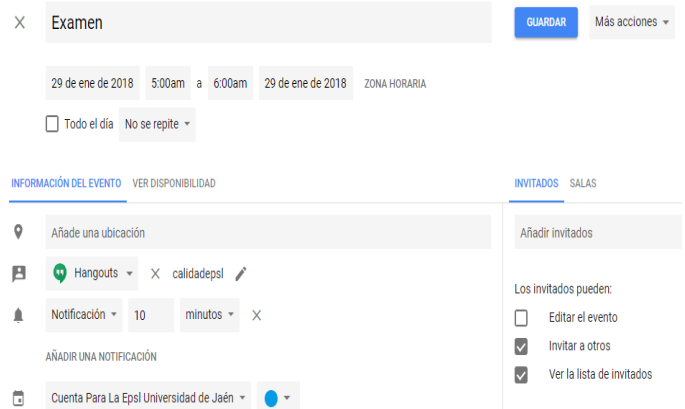 Examen
GUARDAR
Más acciones
29 de ene de 2018 5:00am a 6:00am 29 de ene de 2018 ZONA HORARIA
Todo el día No se repite
INFORMACIÓN DEL EVENTO VER DISPONIBILIDAD
INVITADOS SALAS
Añade una ubicación
Hangouts calidadepsl
Notificación 10 minutos
AÑADIR UNA NOTIFICACIÓN
Cuenta Para La Epsl Universidad de Jaén
Añadir invitados
Los invitados pueden:
Editar el evento
Invitar a otros
Ver la lista de invitados